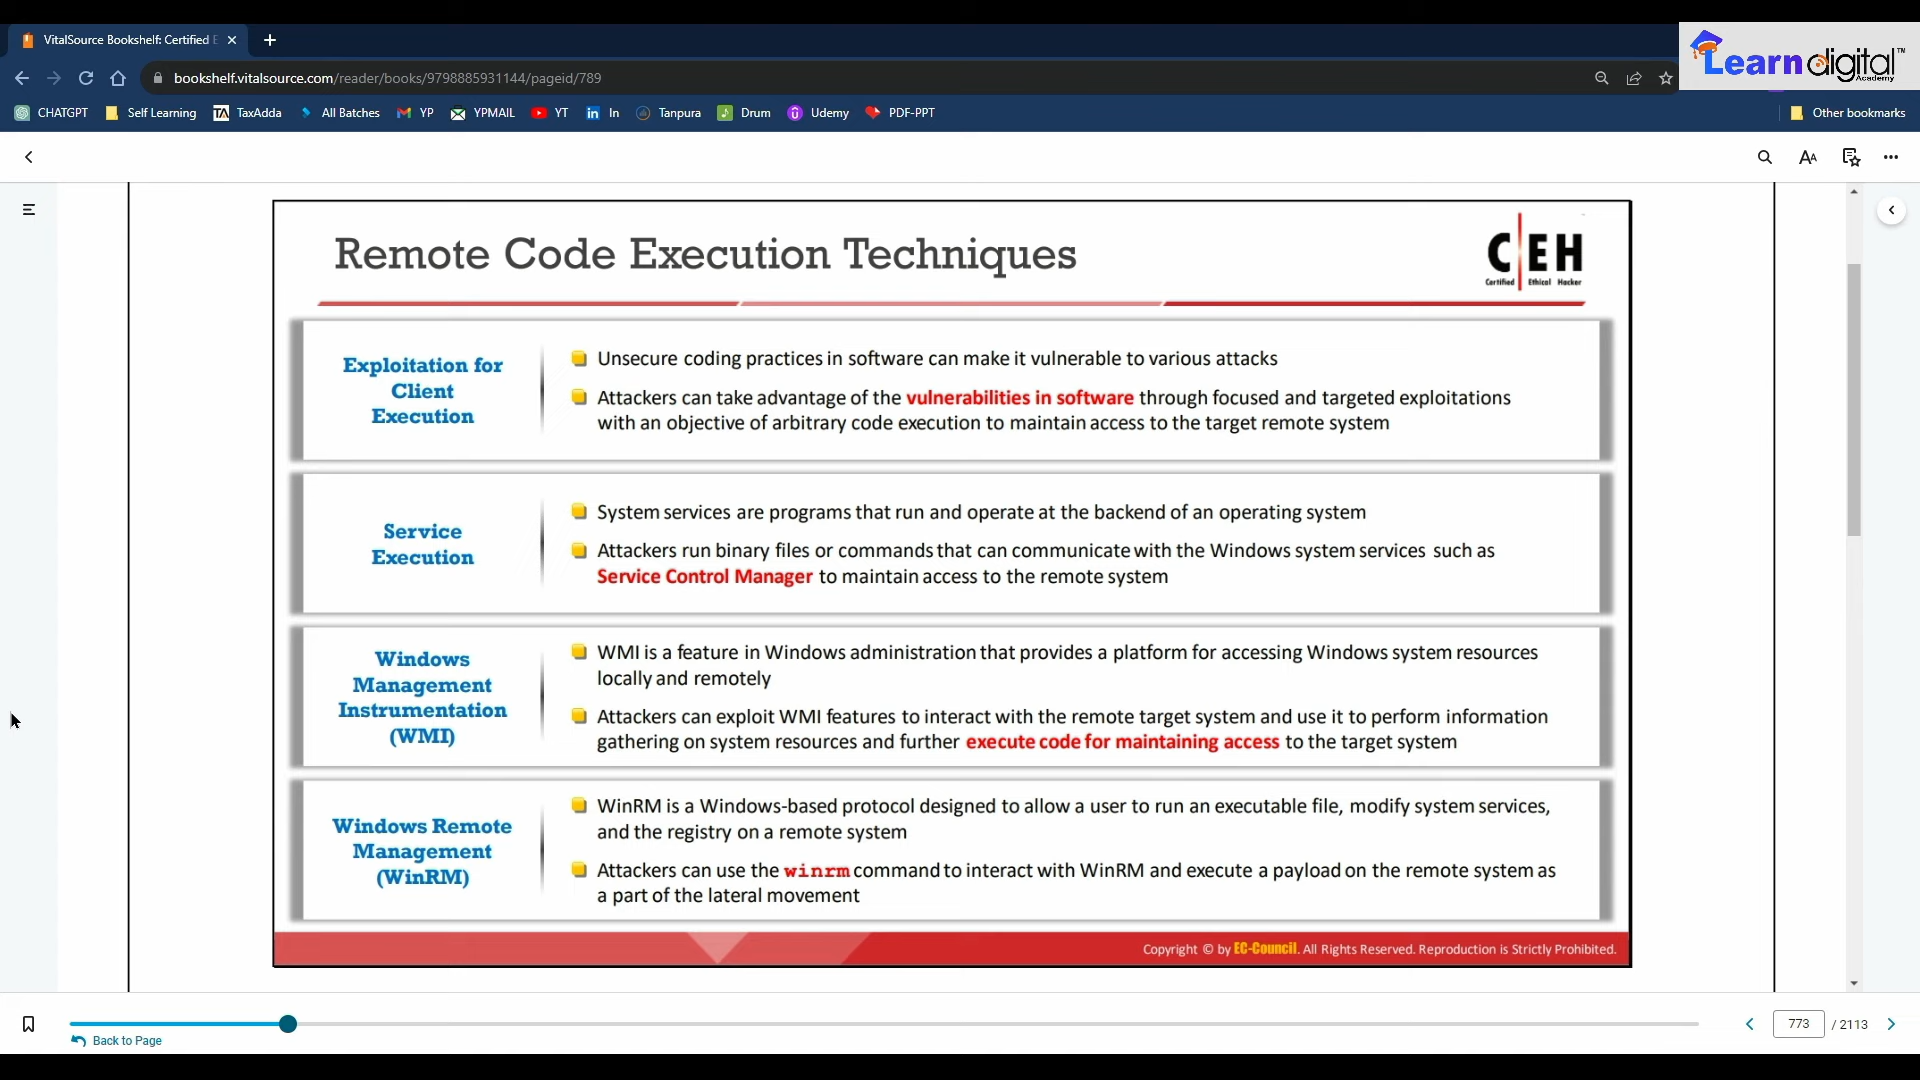 VitalSource Bookshelf: Certified E
Learn digital™
Academy
bookshelf.vitalsource.com/reader/books/9798885931144/pageid/789
CHATGPT Self Learning TaxAdda All Batches YP YPMAIL YT In Tanpura Drum Udemy PDF-PPT Other bookmarks
Remote Code Execution Techniques
C EH
Certified Ethical Hacker
Exploitation for
Client
Execution
Unsecure coding practices in software can make it vulnerable to various attacks
Attackers can take advantage of the vulnerabilities in software through focused and targeted exploitations
with an objective of arbitrary code execution to maintain access to the target remote system
Service
Execution
System services are programs that run and operate at the backend of an operating system
Attackers run binary files or commands that can communicate with the Windows system services such as
Service Control Manager to maintain access to the remote system
Windows
Management
Instrumentation
(WMI)
WMI is a feature in Windows administration that provides a platform for accessing Windows system resources
locally and remotely
Attackers can exploit WMI features to interact with the remote target system and use it to perform information
gathering on system resources and further execute code for maintaining access to the target system
Windows Remote
Management
(WinRM)
WinRM is a Windows-based protocol designed to allow a user to run an executable file, modify system services,
and the registry on a remote system
Attackers can use the winrm command to interact with WinRM and execute a payload on the remote system as
a part of the lateral movement
Copyright © by EC-Council. All Rights Reserved. Reproduction is Strictly Prohibited.
773 / 2113
Back to Page